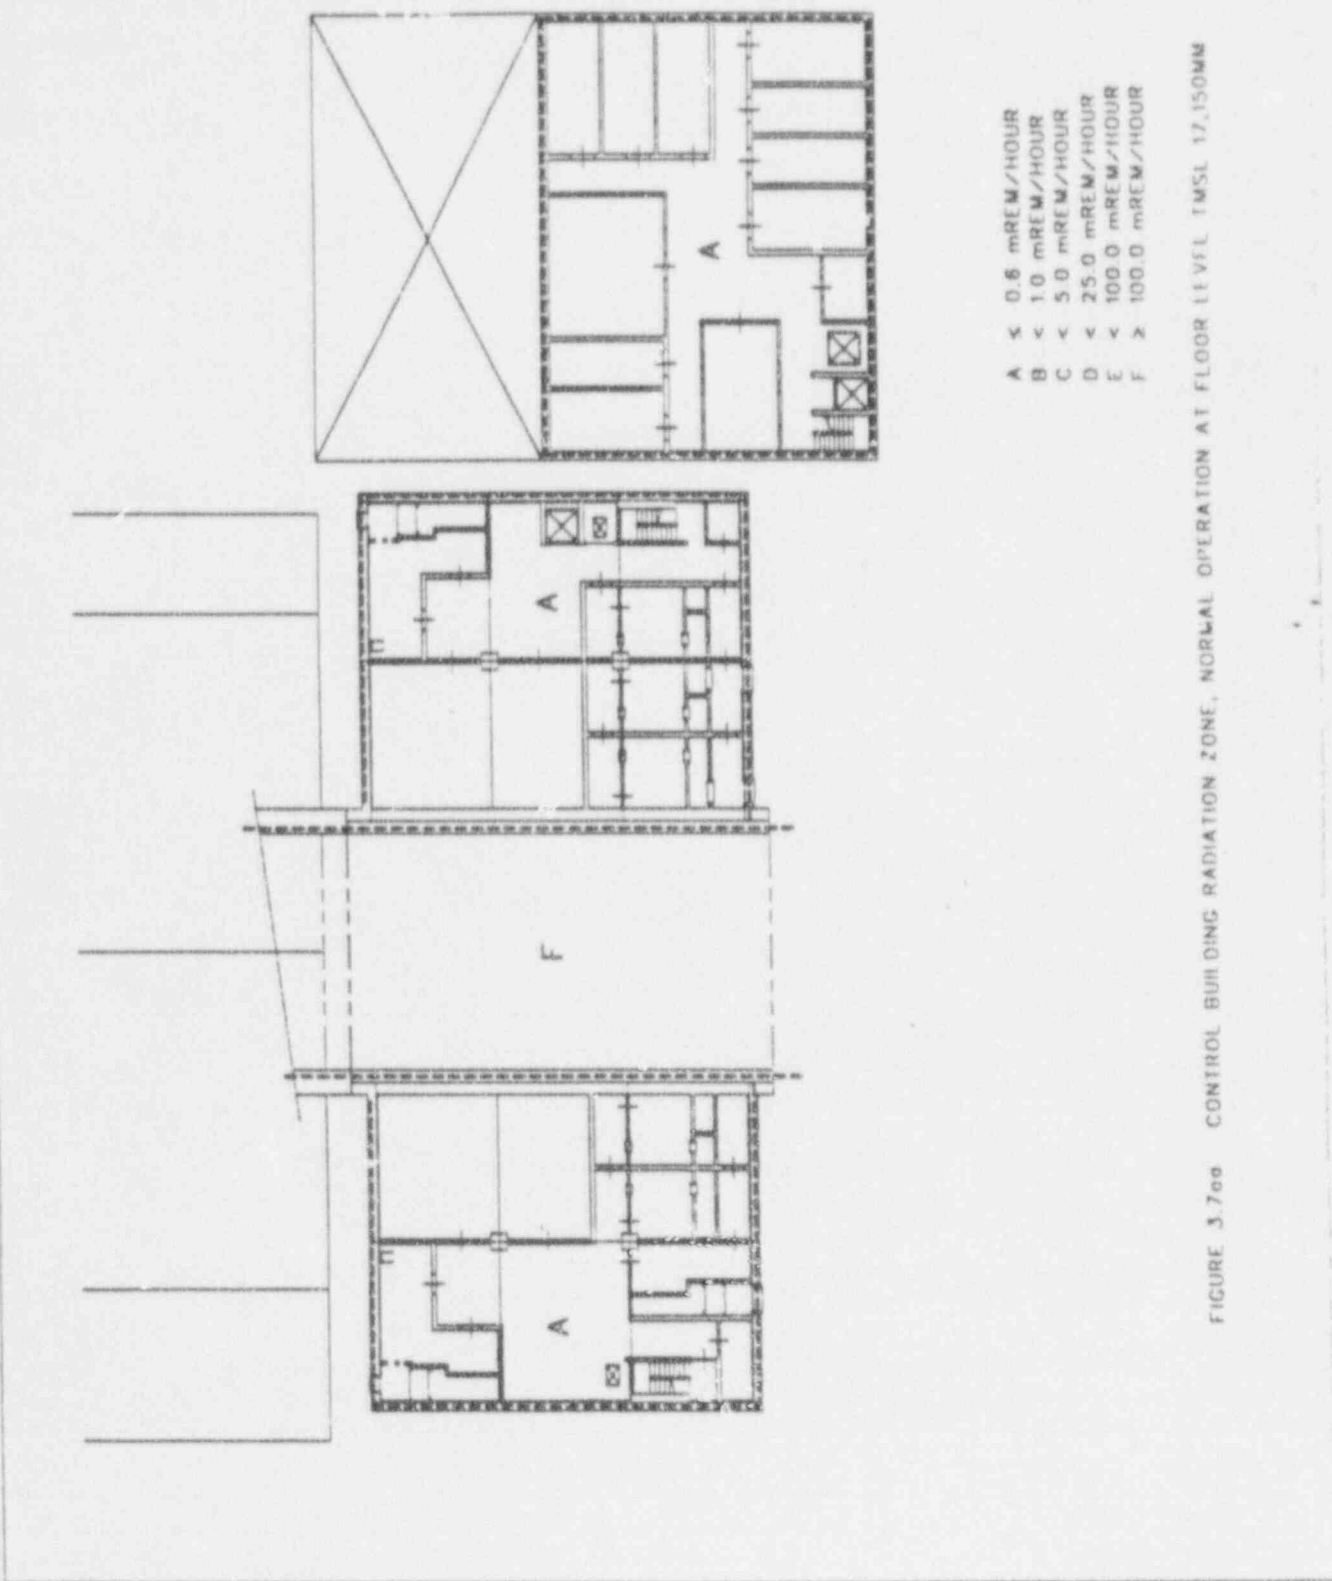 A
A
F
A
A ≤ 0.6 mREM/HOUR
B < 1.0 mREM/HOUR
C < 5.0 mREM/HOUR
D < 25.0 mREM/HOUR
E < 100.0 mREM/HOUR
F ≥ 100.0 mREM/HOUR
FIGURE 3.7aa CONTROL BUILDING RADIATION ZONE, NORMAL OPERATION AT FLOOR LEVEL TMSL 17,150MM